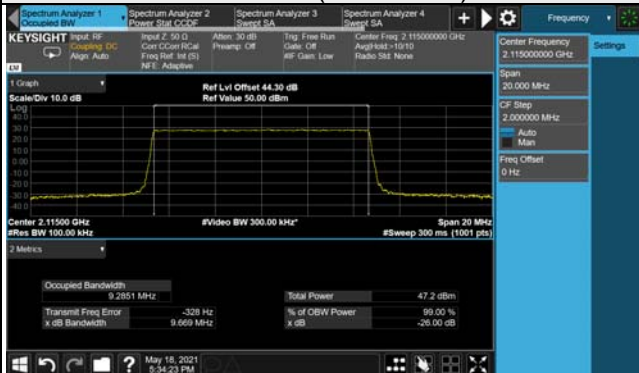 Spectrum Analyzer 1
Occupied BW
Spectrum Analyzer 2
Power Stat CCDF
Spectrum Analyzer 3
Swept SA
Spectrum Analyzer 4
Swept SA
Frequency
KEYSIGHT
Input: RF
Coupling: DC
Align: Auto
Input Z: 50 Ω
Corr CCorr RCal
Freq Ref: Int (S)
NFE: Adaptive
Atten: 30 dB
Preamp: Off
Trig: Free Run
Gate: Off
#IF Gain: Low
Center Freq: 2.115000000 GHz
Avg|Hold:>10/10
Radio Std: None
LXI
1 Graph
Scale/Div 10.0 dB
Ref Lvl Offset 44.30 dB
Ref Value 50.00 dBm
Log
40.0
30.0
20.0
10.0
0.00
-10.0
-20.0
-30.0
-40.0
Center 2.11500 GHz
#Res BW 100.00 kHz
#Video BW 300.00 kHz*
Span 20 MHz
#Sweep 300 ms (1001 pts)
2 Metrics
Occupied Bandwidth
9.2851 MHz
Total Power 47.2 dBm
Transmit Freq Error -328 Hz
% of OBW Power 99.00 %
x dB Bandwidth 9.669 MHz
x dB -26.00 dB
Center Frequency
2.115000000 GHz
Settings
Span
20.000 MHz
CF Step
2.000000 MHz
Auto
Man
Freq Offset
0 Hz
?
May 18, 2021
5:34:23 PM